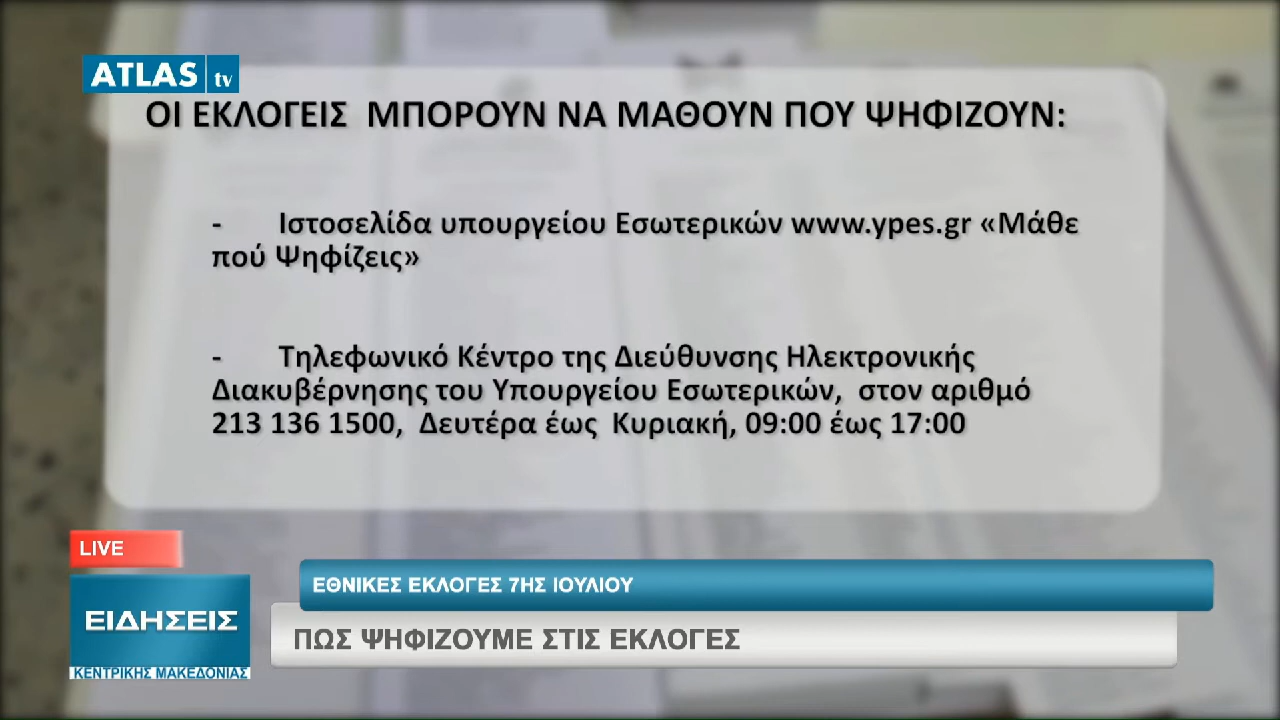 ATLAS tv
ΟΙ ΕΚΛΟΓΕΙΣ ΜΠΟΡΟΥΝ ΝΑ ΜΑΘΟΥΝ ΠΟΥ ΨΗΦΙΖΟΥΝ:
- Ιστοσελίδα υπουργείου Εσωτερικών www.ypes.gr «Μάθε
πού Ψηφίζεις»
- Τηλεφωνικό Κέντρο της Διεύθυνσης Ηλεκτρονικής
Διακυβέρνησης του Υπουργείου Εσωτερικών, στον αριθμό
213 136 1500, Δευτέρα έως Κυριακή, 09:00 έως 17:00
LIVE
ΕΘΝΙΚΕΣ ΕΚΛΟΓΕΣ 7ΗΣ ΙΟΥΛΙΟΥ
ΕΙΔΗΣΕΙΣ
ΠΩΣ ΨΗΦΙΖΟΥΜΕ ΣΤΙΣ ΕΚΛΟΓΕΣ
ΚΕΝΤΡΙΚΗΣ ΜΑΚΕΔΟΝΙΑΣ